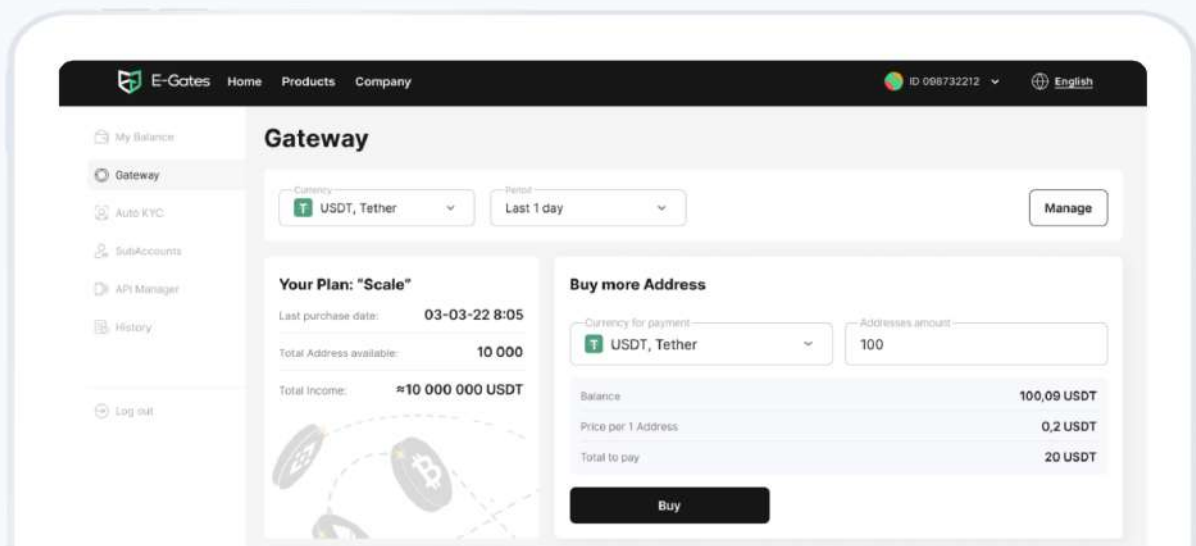 E-Gates Home Products Company ID 098732212 English
My Balance
Gateway
Auto KYC
SubAccounts
API Manager
History
Log out
Gateway
Currency
USDT, Tether
Period
Last 1 day
Manage
Your Plan: "Scale"
Last purchase date: 03-03-22 8:05
Total Address available: 10 000
Total Income: ≈10 000 000 USDT
Buy more Address
Currency for payment
USDT, Tether
Addresses amount
100
Balance 100,09 USDT
Price per 1 Address 0,2 USDT
Total to pay 20 USDT
Buy